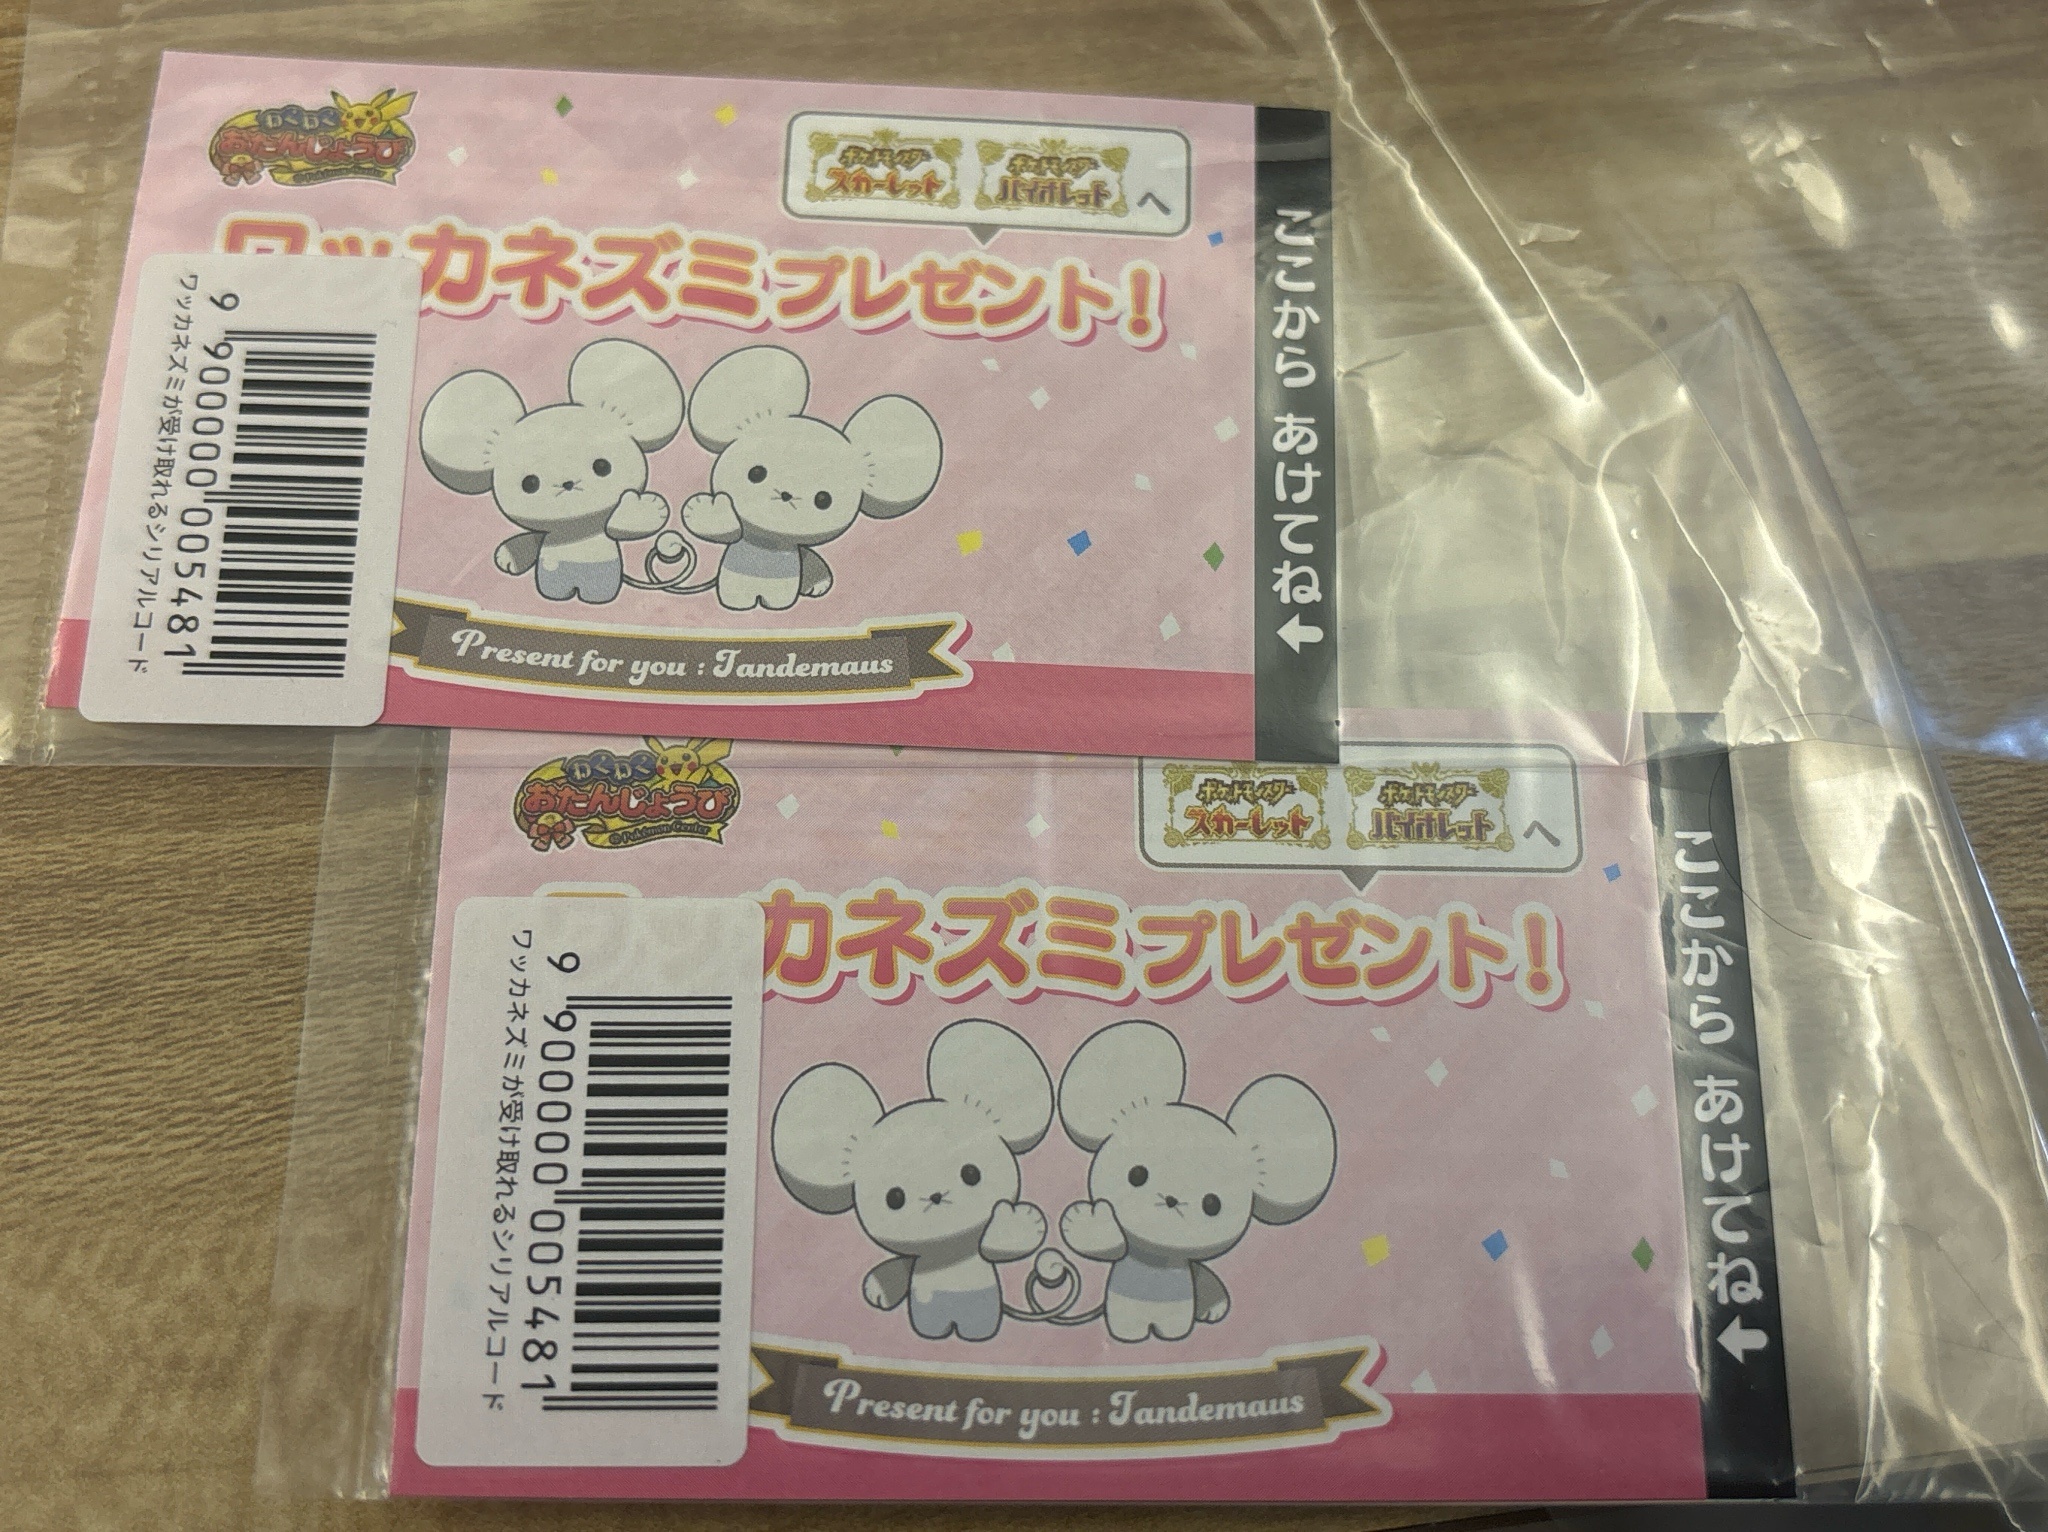 わくわく
おたんじょうび
@Pokémon Center
ポケットモンスター
スカーレット
ポケットモンスター
バイオレット
へ
ワッカネズミプレゼント!
Present for you : Tandemaus
ここから あけてね←
9 900000 005481
ワッカネズミが受け取れるシリアルコード
わくわく
おたんじょうび
@Pokémon Center
ポケットモンスター
スカーレット
ポケットモンスター
バイオレット
へ
カネズミプレゼント!
Present for you : Tandemaus
ここから あけてね←
9 900000 005481
ワッカネズミが受け取れるシリアルコード